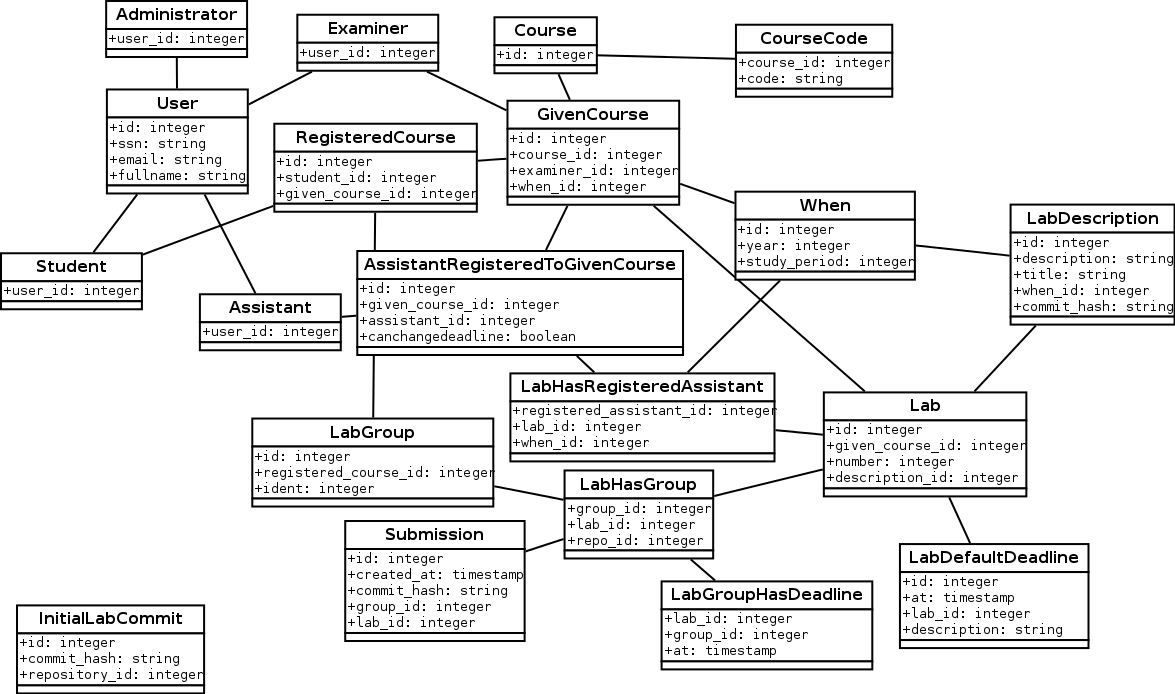 Administrator
+user_id: integer
Examiner
+user_id: integer
Course
+id: integer
CourseCode
+course_id: integer
+code: string
User
+id: integer
+ssn: string
+email: string
+fullname: string
RegisteredCourse
+id: integer
+student_id: integer
+given_course_id: integer
GivenCourse
+id: integer
+course_id: integer
+examiner_id: integer
+when_id: integer
When
+id: integer
+year: integer
+study_period: integer
LabDescription
+id: integer
+description: string
+title: string
+when_id: integer
+commit_hash: string
Student
+user_id: integer
Assistant
+user_id: integer
AssistantRegisteredToGivenCourse
+id: integer
+given_course_id: integer
+assistant_id: integer
+canchangedeadline: boolean
LabHasRegisteredAssistant
+registered_assistant_id: integer
+lab_id: integer
+when_id: integer
Lab
+id: integer
+given_course_id: integer
+number: integer
+description_id: integer
LabGroup
+id: integer
+registered_course_id: integer
+ident: integer
LabHasGroup
+group_id: integer
+lab_id: integer
+repo_id: integer
Submission
+id: integer
+created_at: timestamp
+commit_hash: string
+group_id: integer
+lab_id: integer
LabDefaultDeadline
+id: integer
+at: timestamp
+lab_id: integer
+description: string
LabGroupHasDeadline
+lab_id: integer
+group_id: integer
+at: timestamp
InitialLabCommit
+id: integer
+commit_hash: string
+repository_id: integer